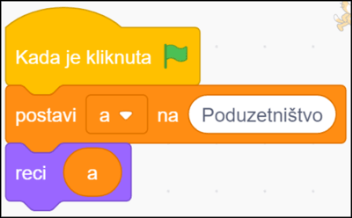 Kada je kliknuta
postavi a na Poduzetništvo
reci a